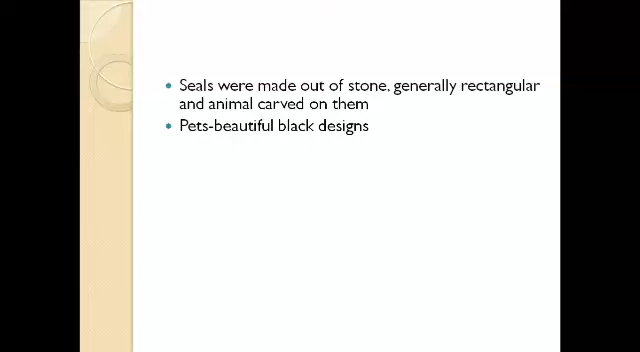 Seals were made out of stone, generally rectangular
and animal carved on them
Pets-beautiful black designs